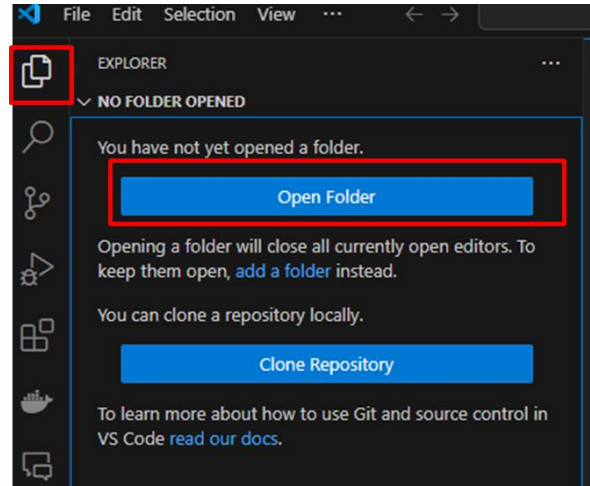 File Edit Selection View ...
EXPLORER ...
NO FOLDER OPENED
You have not yet opened a folder.
Open Folder
Opening a folder will close all currently open editors. To
keep them open, add a folder instead.
You can clone a repository locally.
Clone Repository
To learn more about how to use Git and source control in
VS Code read our docs.